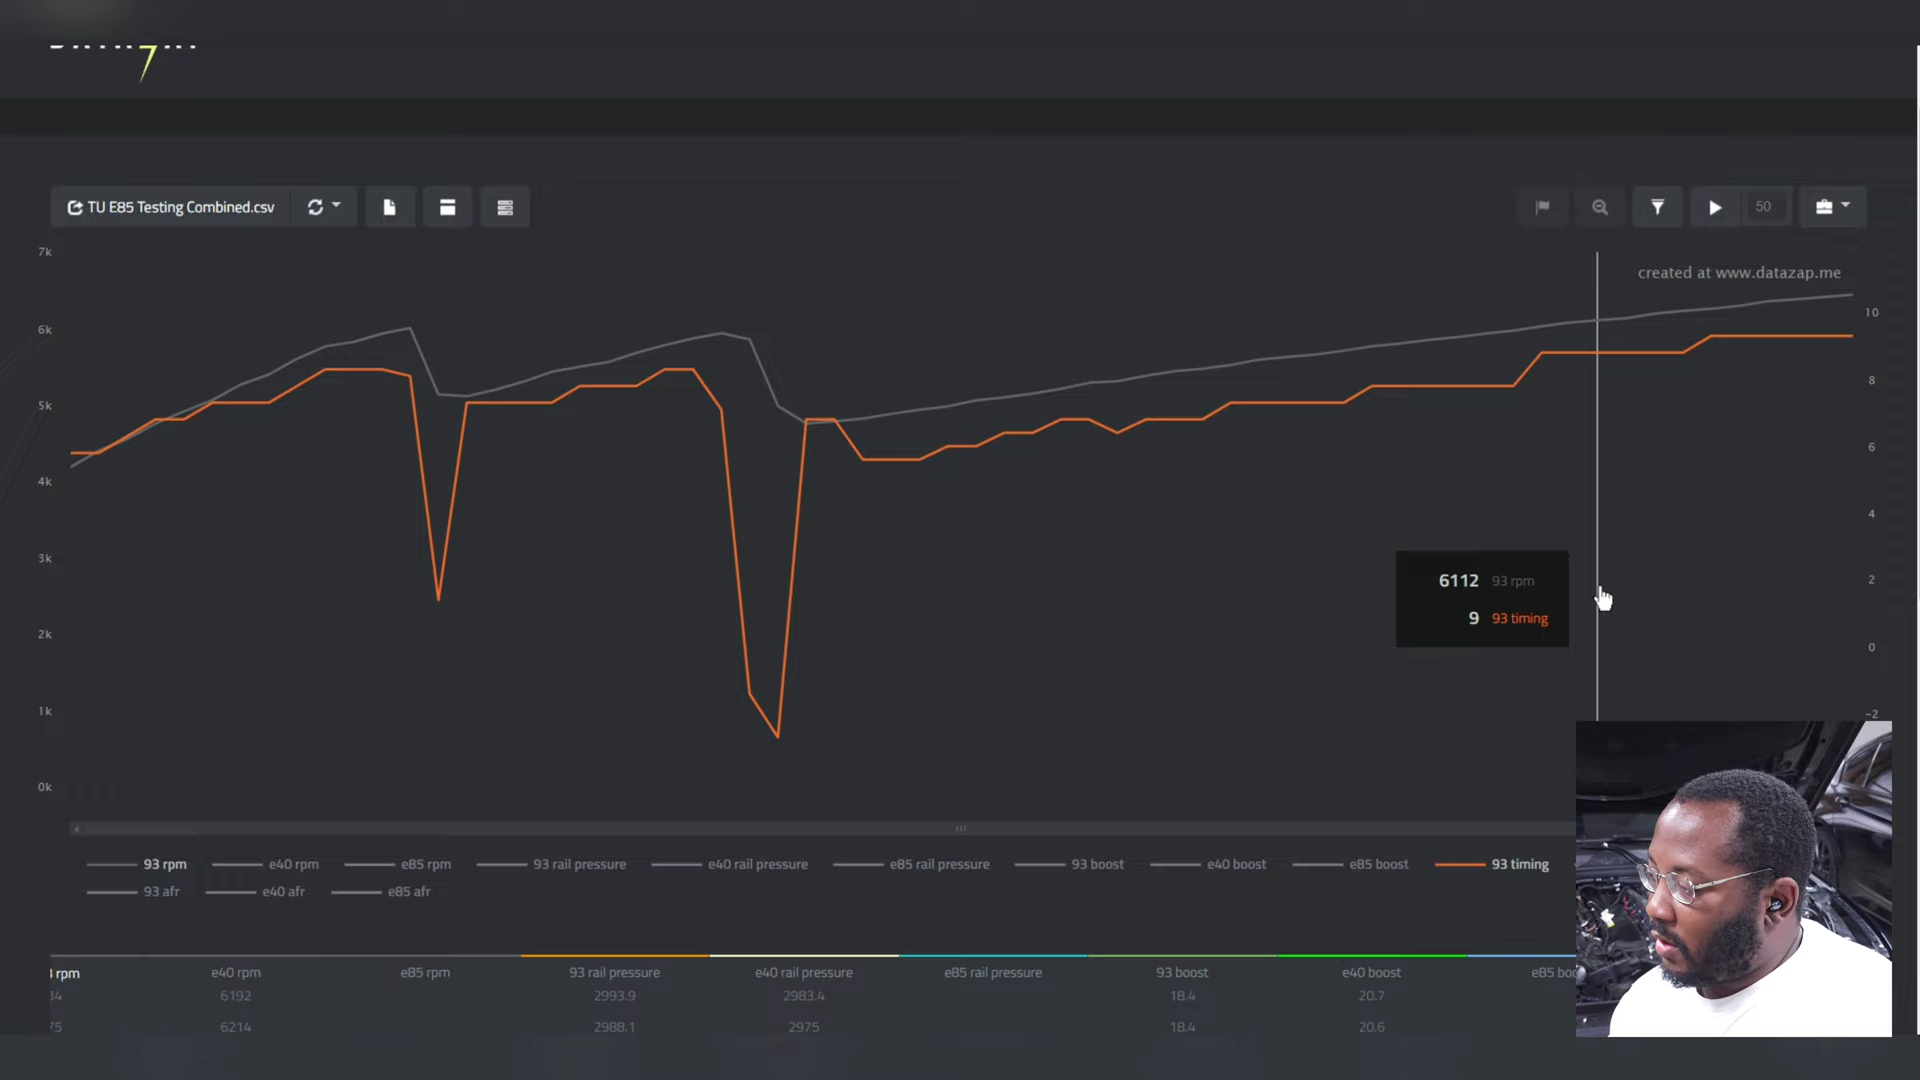 TU E85 Testing Combined.csv
50
7k
created at www.datazap.me
6k
10
8
5k
6
4k
4
3k
6112 93 rpm
2
9 93 timing
2k
0
1k
-2
0k
93 rpm e40 rpm e85 rpm 93 rail pressure e40 rail pressure e85 rail pressure 93 boost e40 boost e85 boost 93 timing
93 afr e40 afr e85 afr
rpm e40 rpm e85 rpm 93 rail pressure e40 rail pressure e85 rail pressure 93 boost e40 boost e85
6192 2993.9 2983.4 18.4 20.7
6214 2988.1 2975 18.4 20.6